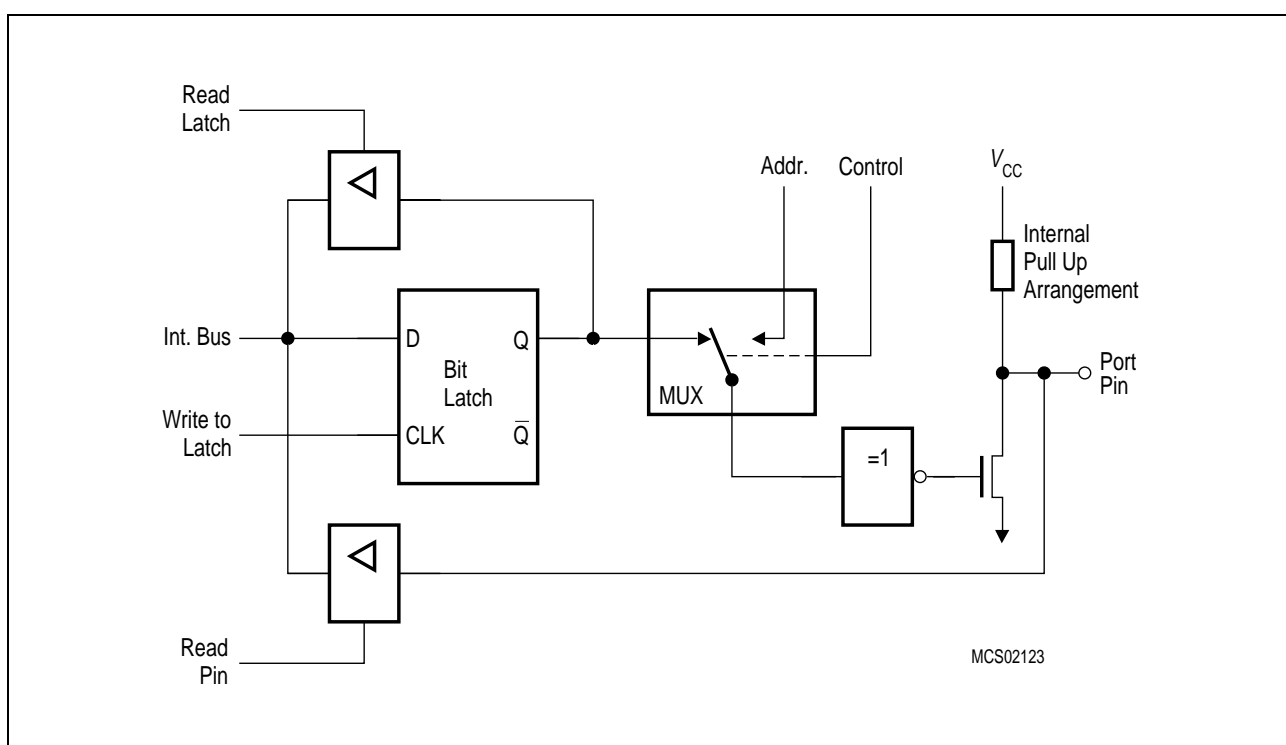 Read
Latch
Addr.
Control
VCC
Internal
Pull Up
Arrangement
Int. Bus
D
Q
Bit
Latch
MUX
Port
Pin
Write to
Latch
CLK
Q̅
=1
Read
Pin
MCS02123